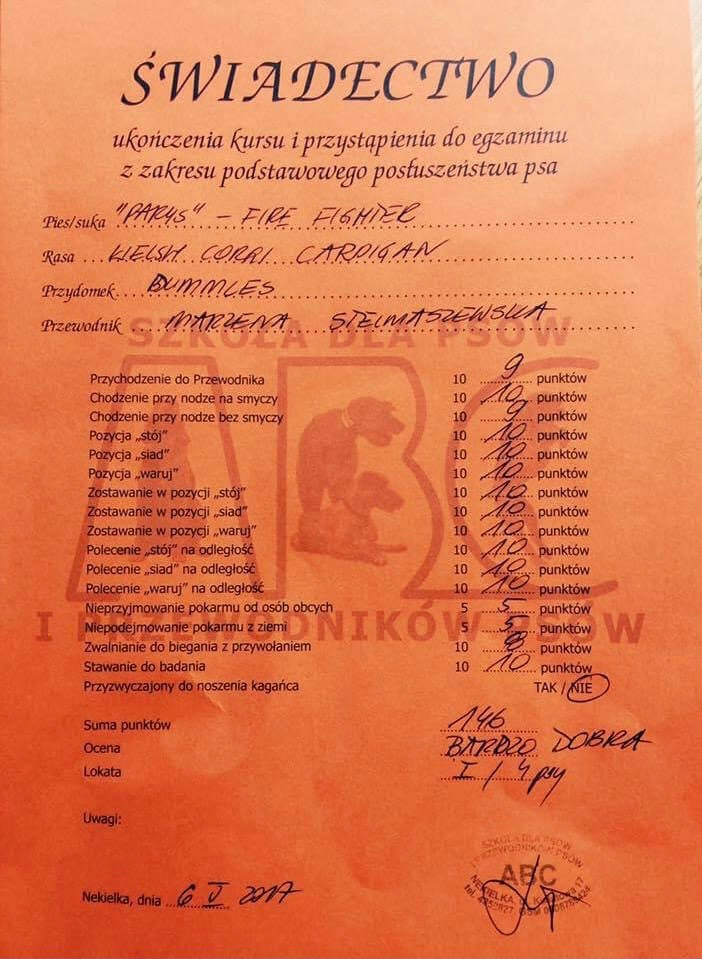 ŚWIADECTWO
ukończenia kursu i przystąpienia do egzaminu
z zakresu podstawowego posłuszeństwa psa
Pies/suka "PARYS" - FIRE FIGHTER
Rasa WELSH CORGI CARDIGAN
Przydomek BUMMLES
Przewodnik MARZENA STELMASZEWSKA
SZKOŁA DLA PSÓW
ABC
I PRZEWODNIKÓW PSÓW
Przychodzenie do Przewodnika 10 9 punktów
Chodzenie przy nodze na smyczy 10 10 punktów
Chodzenie przy nodze bez smyczy 10 9 punktów
Pozycja „stój" 10 10 punktów
Pozycja „siad" 10 10 punktów
Pozycja „waruj" 10 10 punktów
Zostawanie w pozycji „stój" 10 10 punktów
Zostawanie w pozycji „siad" 10 10 punktów
Zostawanie w pozycji „waruj" 10 10 punktów
Polecenie „stój" na odległość 10 10 punktów
Polecenie „siad" na odległość 10 10 punktów
Polecenie „waruj" na odległość 10 10 punktów
Nieprzyjmowanie pokarmu od osób obcych 5 5 punktów
Niepodejmowanie pokarmu z ziemi 5 5 punktów
Zwalnianie do biegania z przywołaniem 10 8 punktów
Stawanie do badania 10 10 punktów
Przyzwyczajony do noszenia kagańca TAK / NIE
Suma punktów 146
Ocena BARDZO DOBRA
Lokata I / 4 psy
Uwagi:
Nekielka, dnia 6 V 2017
SZKOŁA DLA PSÓW
I PRZEWODNIKÓW PSÓW
ABC
NEKIELKA